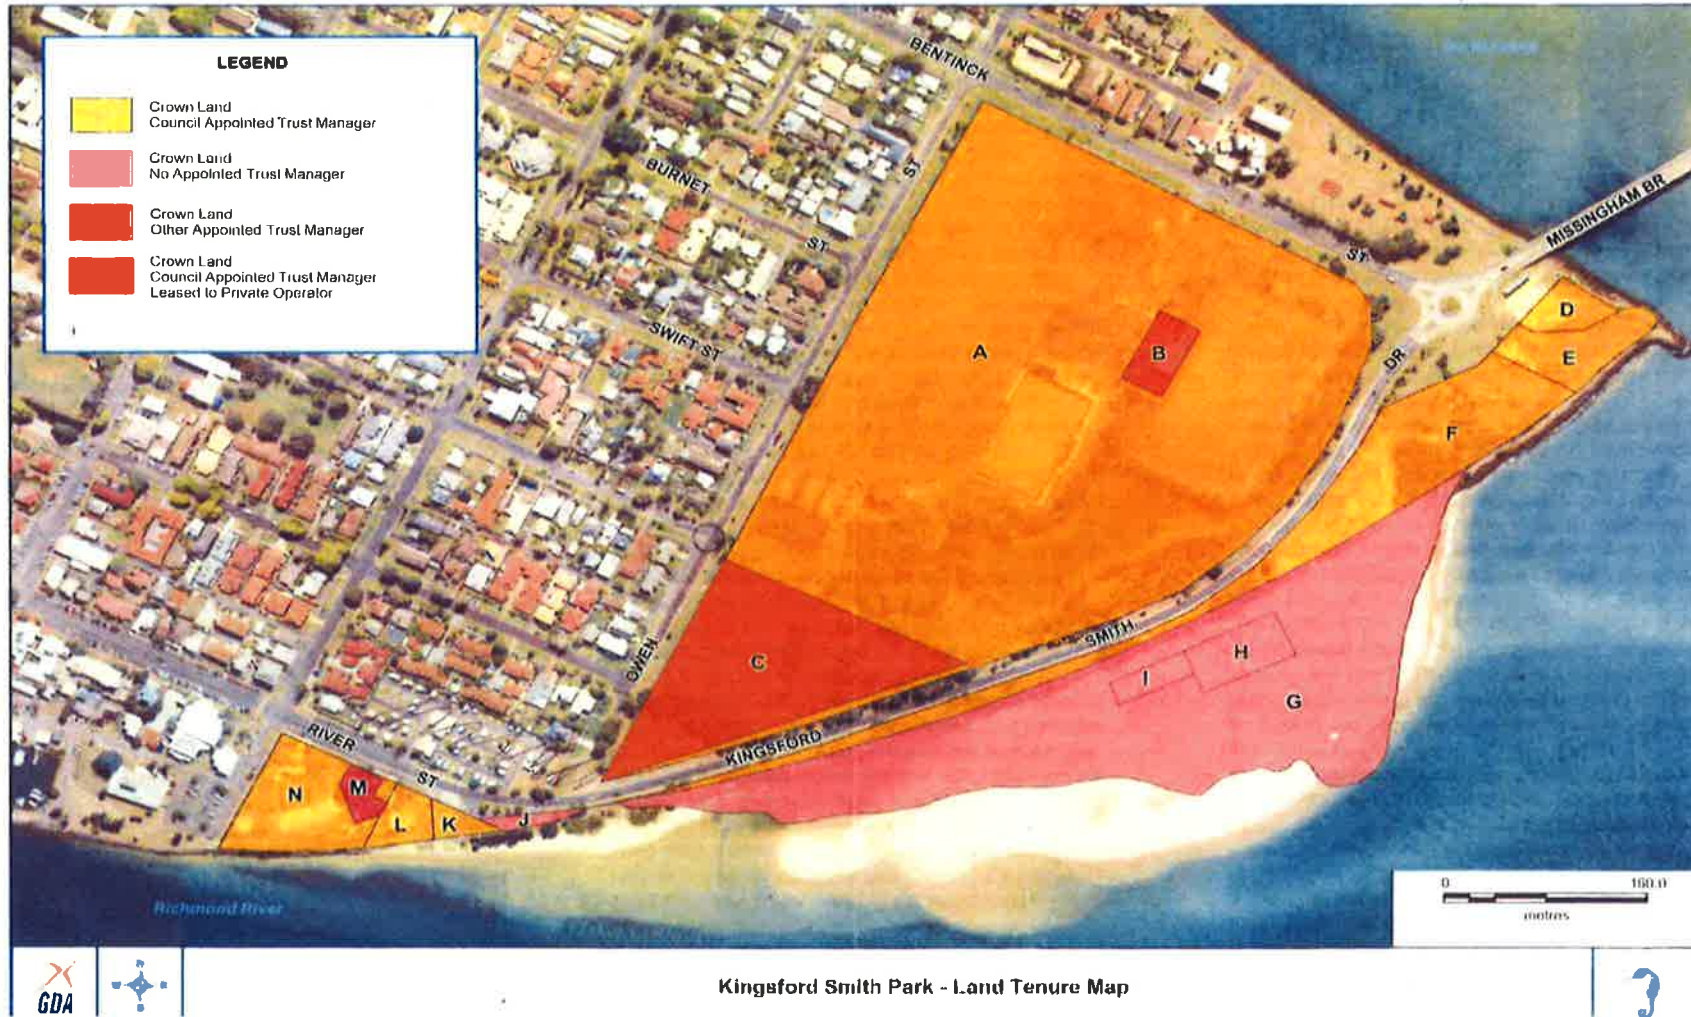 LEGEND
Crown Land
Council Appointed Trust Manager
Crown Land
No Appointed Trust Manager
Crown Land
Other Appointed Trust Manager
Crown Land
Council Appointed Trust Manager
Leased to Private Operator
BENTINCK
ST
BURNET
ST
SWIFT ST
ST
OWEN
MISSINGHAM BR
DR
SMITH
KINGSFORD
RIVER
ST
A
B
C
D
E
F
G
H
I
J
K
L
M
N
Richmond River
0
160.0
metres
GDA
N
Kingsford Smith Park - Land Tenure Map